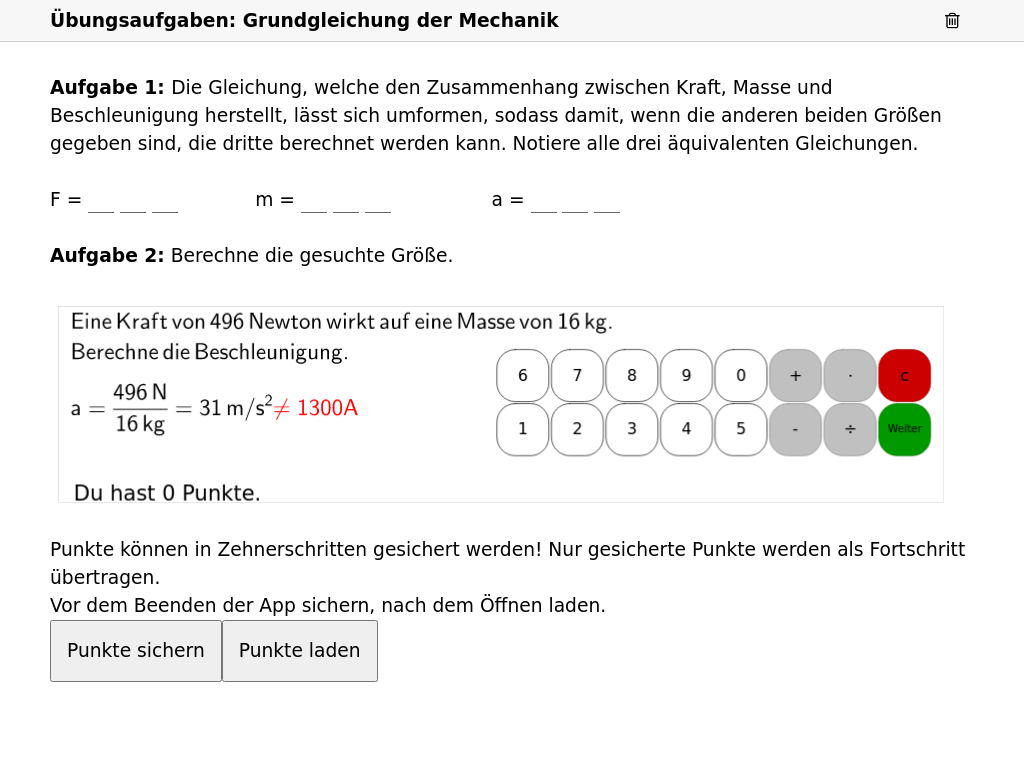 Übungsaufgaben: Grundgleichung der Mechanik
Aufgabe 1: Die Gleichung, welche den Zusammenhang zwischen Kraft, Masse und
Beschleunigung herstellt, lässt sich umformen, sodass damit, wenn die anderen beiden Größen
gegeben sind, die dritte berechnet werden kann. Notiere alle drei äquivalenten Gleichungen.
F = __ __ __ m = __ __ __ a = __ __ __
Aufgabe 2: Berechne die gesuchte Größe.
Eine Kraft von 496 Newton wirkt auf eine Masse von 16 kg.
Berechne die Beschleunigung.
a = 496 N / 16 kg = 31 m/s² ≠ 1300A
6 7 8 9 0 + · c
1 2 3 4 5 - ÷ Weiter
Du hast 0 Punkte.
Punkte können in Zehnerschritten gesichert werden! Nur gesicherte Punkte werden als Fortschritt
übertragen.
Vor dem Beenden der App sichern, nach dem Öffnen laden.
Punkte sichern Punkte laden